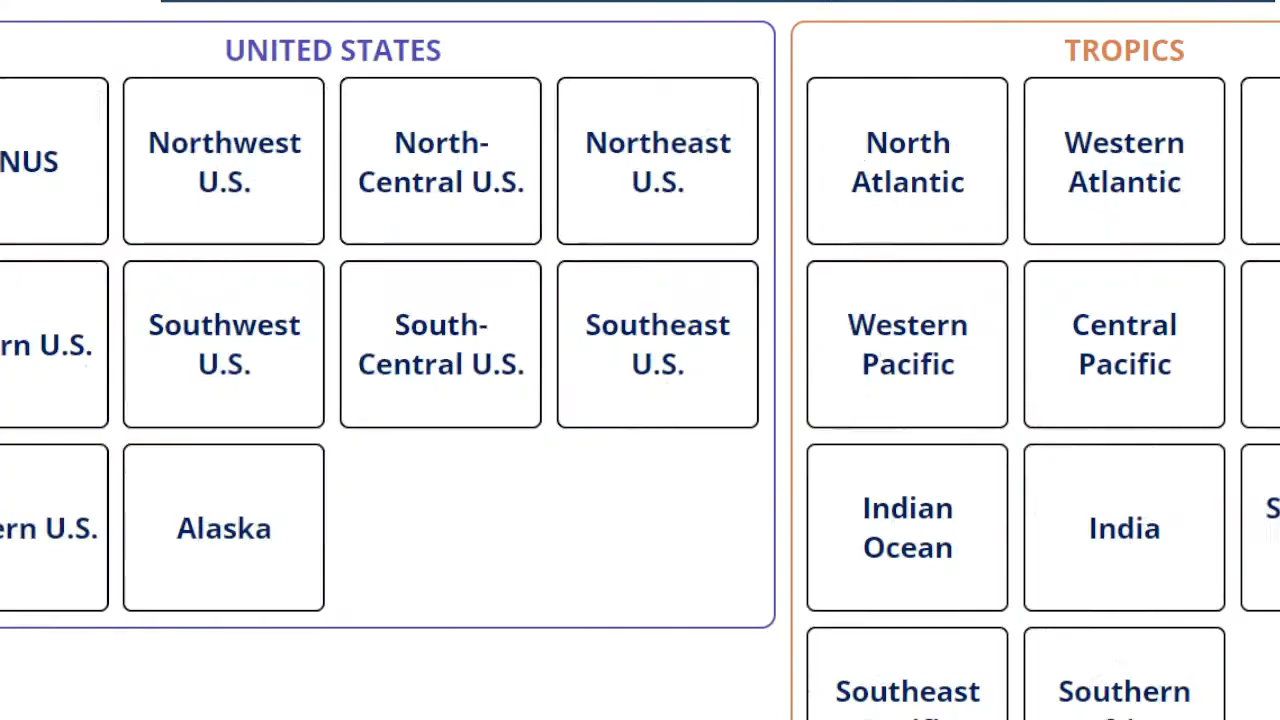 UNITED STATES
NUS
Northwest
U.S.
North-
Central U.S.
Northeast
U.S.
rn U.S.
Southwest
U.S.
South-
Central U.S.
Southeast
U.S.
ern U.S.
Alaska
TROPICS
North
Atlantic
Western
Atlantic
Western
Pacific
Central
Pacific
Indian
Ocean
India
S
Southeast
Southern